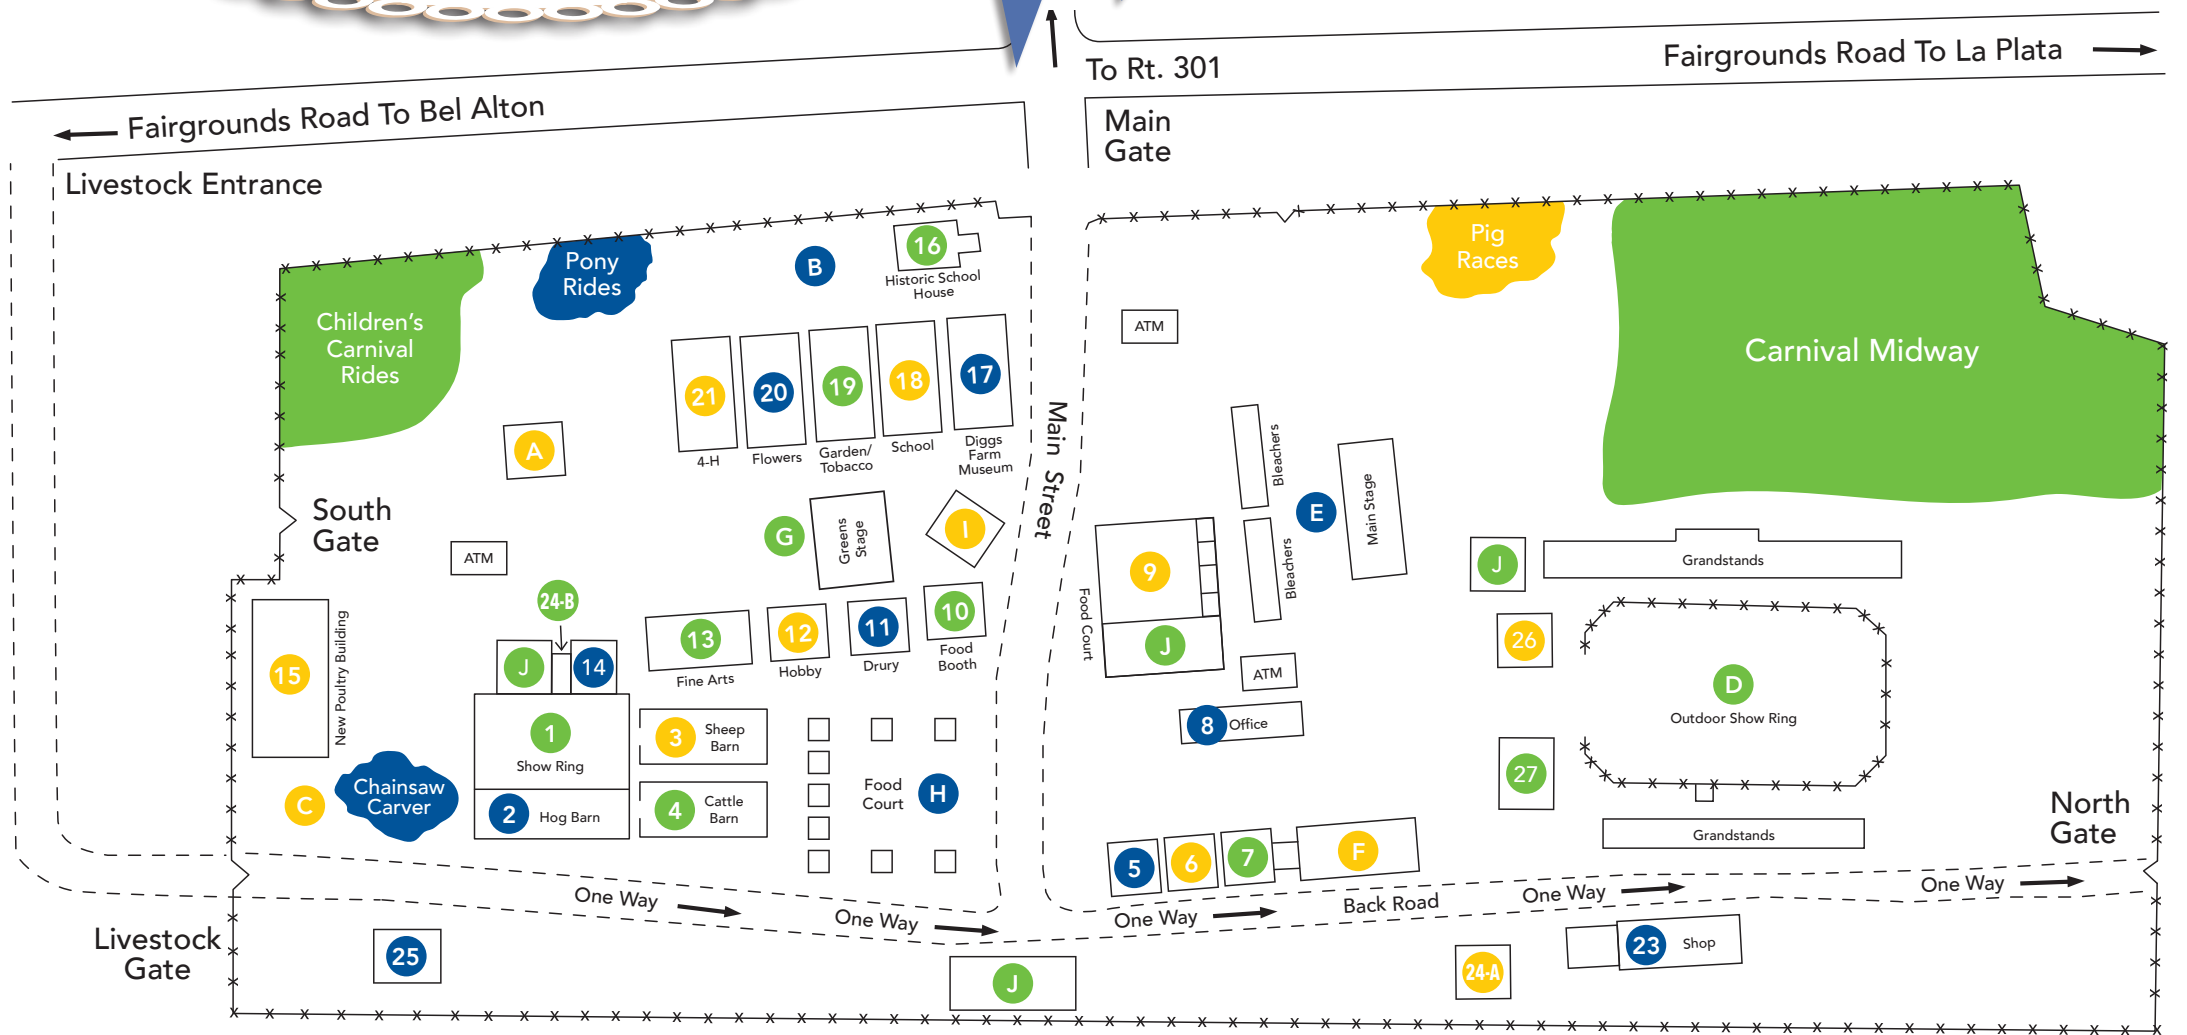 To Rt. 301
Fairgrounds Road To La Plata
Fairgrounds Road To Bel Alton
Main
Gate
Livestock Entrance
Children's
Carnival
Rides
Pony
Rides
B
16
Historic School
House
Pig
Races
Carnival Midway
ATM
21
4-H
20
Flowers
19
Garden/
Tobacco
18
School
17
Diggs
Farm
Museum
Main Street
A
South
Gate
ATM
G
Greens
Stage
I
Bleachers
Bleachers
E
Main Stage
9
Food Court
J
ATM
8
Office
J
Grandstands
26
D
Outdoor Show Ring
27
Grandstands
North
Gate
24-B
J
14
13
Fine Arts
12
Hobby
11
Drury
10
Food
Booth
15
New Poultry Building
1
Show Ring
3
Sheep
Barn
C
Chainsaw
Carver
2
Hog Barn
4
Cattle
Barn
Food
Court
H
5
6
7
F
One Way
One Way
One Way
Back Road
One Way
One Way
Livestock
Gate
25
J
24-A
23
Shop